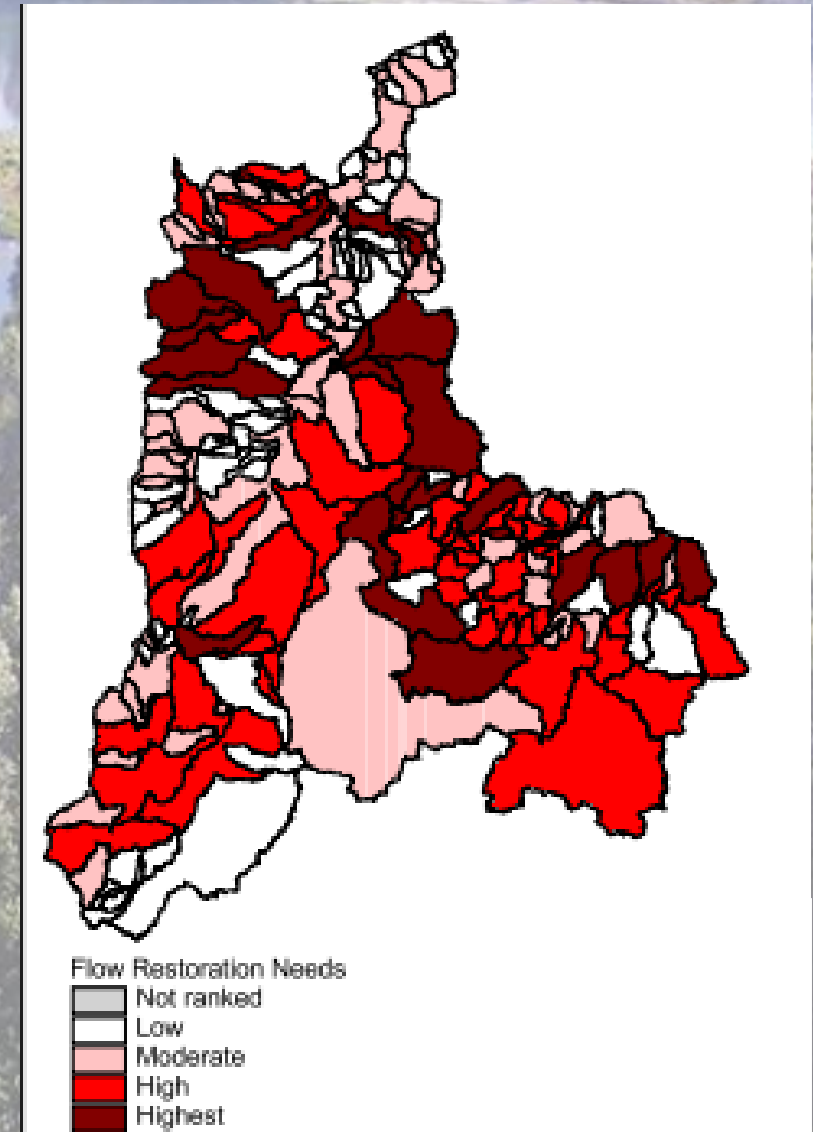 Flow Restoration Needs
Not ranked
Low
Moderate
High
Highest